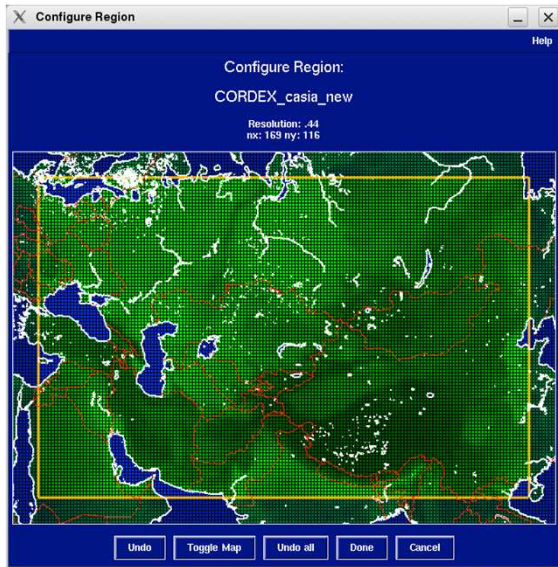 Configure Region
Help
Configure Region:
CORDEX_casia_new
Resolution: .44
nx: 169 ny: 116
Undo
Toggle Map
Undo all
Done
Cancel